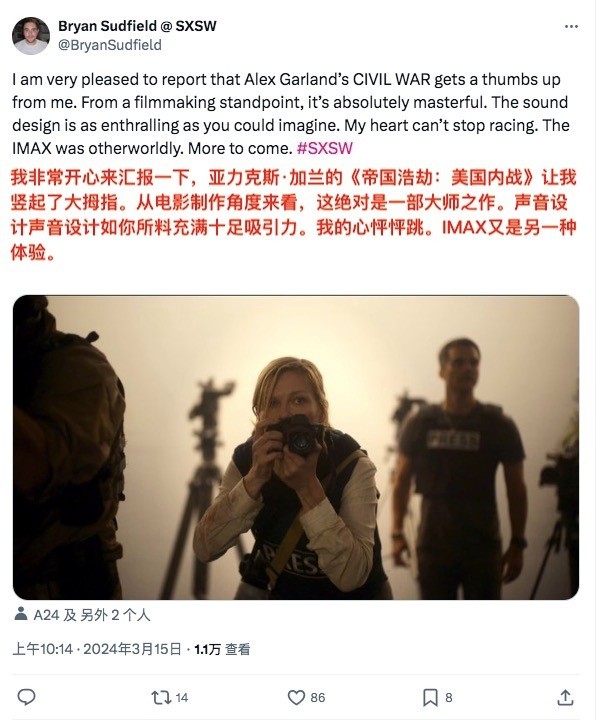 Bryan Sudfield @ SXSW
@BryanSudfield
I am very pleased to report that Alex Garland’s CIVIL WAR gets a thumbs up
from me. From a filmmaking standpoint, it’s absolutely masterful. The sound
design is as enthralling as you could imagine. My heart can’t stop racing. The
IMAX was otherworldly. More to come. #SXSW
我非常开心来汇报一下，亚力克斯·加兰的《帝国浩劫：美国内战》让我
竖起了大拇指。从电影制作角度来看，这绝对是一部大师之作。声音设
计声音设计如你所料充满十足吸引力。我的心怦怦跳。IMAX又是另一种
体验。
PRESS
PRESS
A24 及 另外 2 个人
上午10:14 · 2024年3月15日 · 1.1万 查看
14
86
8